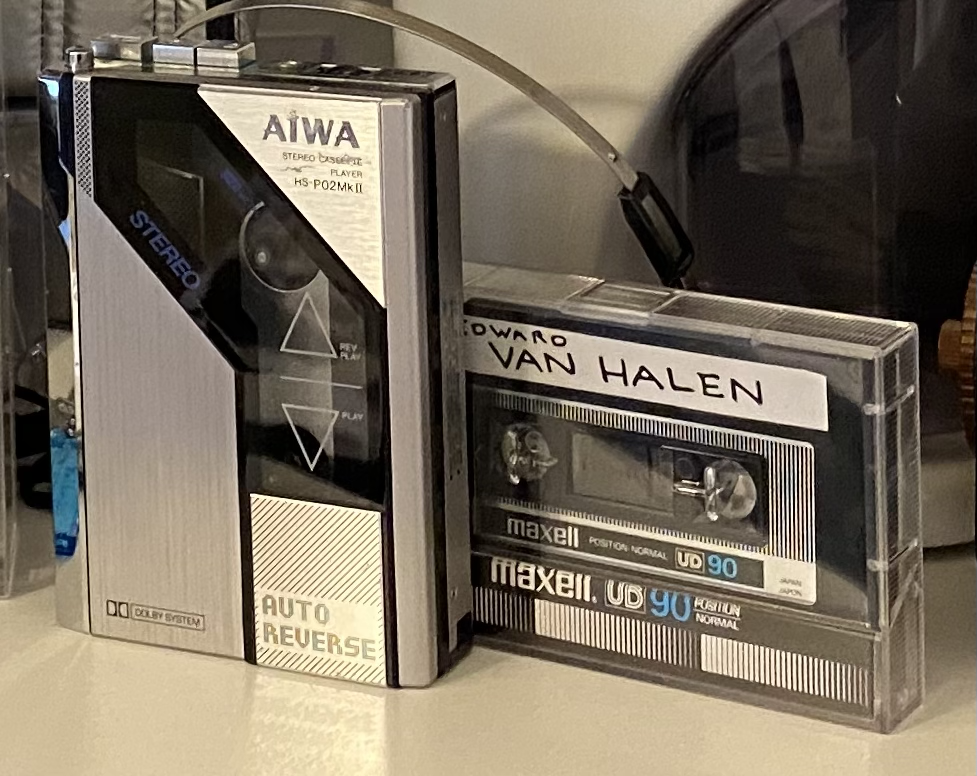 AIWA
STEREO CASSETTE
PLAYER
HS-P02MKII
STEREO
REV
PLAY
PLAY
DOLBY SYSTEM
AUTO
REVERSE
EDWARD
VAN HALEN
maxell POSITION NORMAL UD 90
JAPAN
JAPON
maxell. UD 90 POSITION
NORMAL